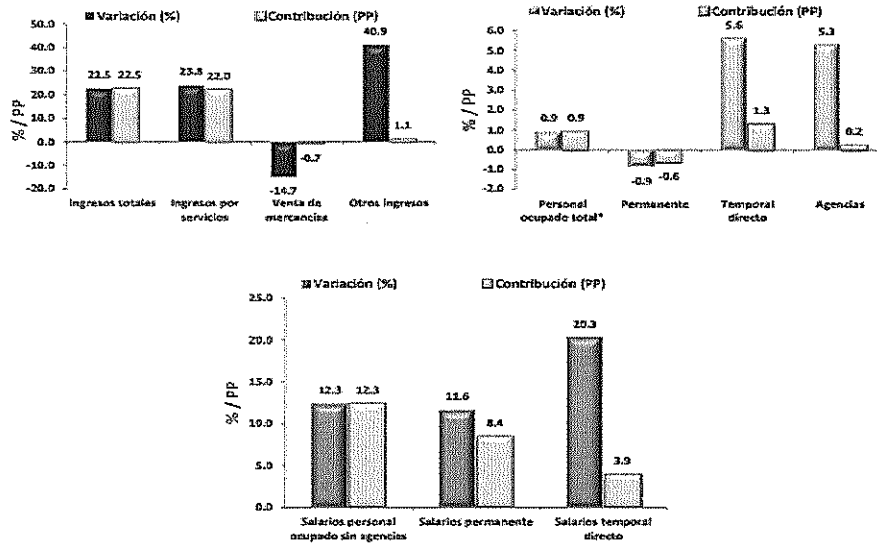 Variación (%) Contribución (PP)
50.0
40.0
30.0
20.0
10.0
0.0
-10.0
-20.0
% / PP
22.5 22.5
23.8 22.0
-14.7 -0.7
40.9 1.1
Ingresos totales
Ingresos por servicios
Venta de mercancías
Otros ingresos
Variación (%) Contribución (PP)
6.0
5.0
4.0
3.0
2.0
1.0
0.0
-1.0
-2.0
% / PP
0.9 0.9
-0.9 -0.6
5.6 1.3
5.3 0.2
Personal ocupado total*
Permanente
Temporal directo
Agencias
Variación (%) Contribución (PP)
25.0
20.0
15.0
10.0
5.0
0.0
% / PP
12.3 12.3
11.6 8.4
20.3 3.9
Salarios personal ocupado sin agencias
Salarios permanente
Salarios temporal directo